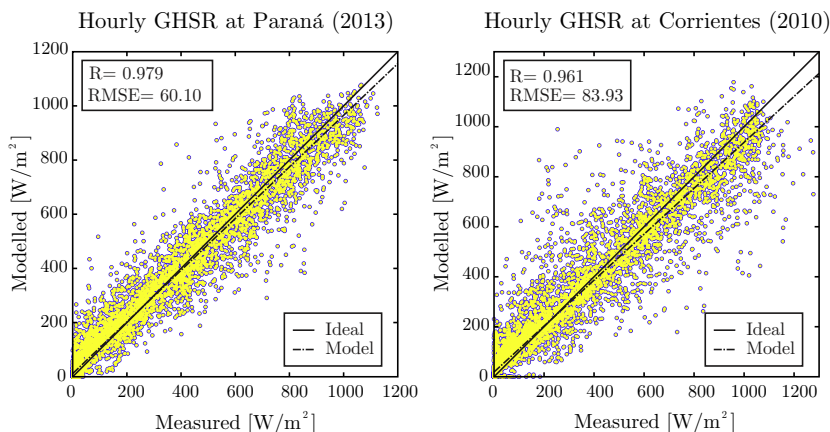 Hourly GHSR at Paraná (2013)
R= 0.979
RMSE= 60.10
Ideal
Model
Modelled [W/m²]
1200
1000
800
600
400
200
0
0 200 400 600 800 1000 1200
Measured [W/m²]
Hourly GHSR at Corrientes (2010)
R= 0.961
RMSE= 83.93
Ideal
Model
Modelled [W/m²]
1200
1000
800
600
400
200
0
0 200 400 600 800 1000 1200
Measured [W/m²]